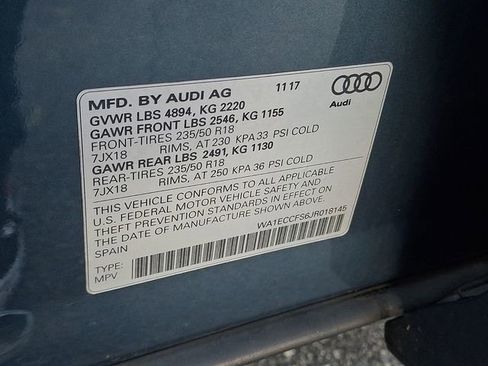 MFD. BY AUDI AG 11 17
GVWR LBS 4894, KG 2220
GAWR FRONT LBS 2546, KG 1155
FRONT-TIRES 235/50 R18
7JX18 RIMS, AT 230 KPA 33 PSI COLD
GAWR REAR LBS 2491, KG 1130
REAR-TIRES 235/50 R18
7JX18 RIMS, AT 250 KPA 36 PSI COLD
THIS VEHICLE CONFORMS TO ALL APPLICABLE
U.S. FEDERAL MOTOR VEHICLE SAFETY AND
THEFT PREVENTION STANDARDS IN EFFECT ON
THE DATE OF MANUFACTURE SHOWN ABOVE.
SPAIN
WA1ECCFS6JR018145
TYPE:
MPV
Audi